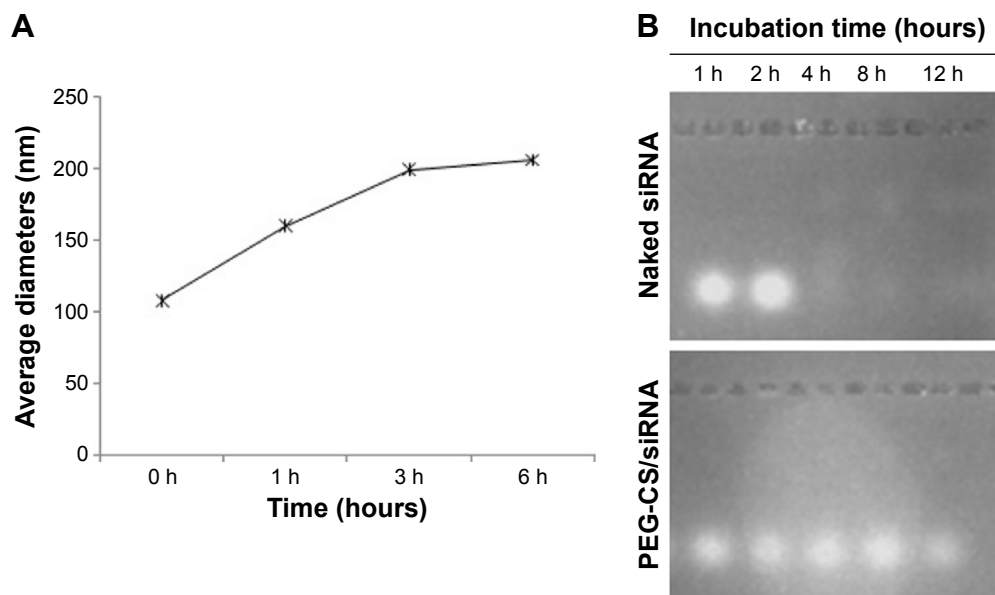 A
Average diameters (nm)
250
200
150
100
50
0
0 h 1 h 3 h 6 h
Time (hours)
B
Incubation time (hours)
1 h 2 h 4 h 8 h 12 h
Naked siRNA
PEG-CS/siRNA